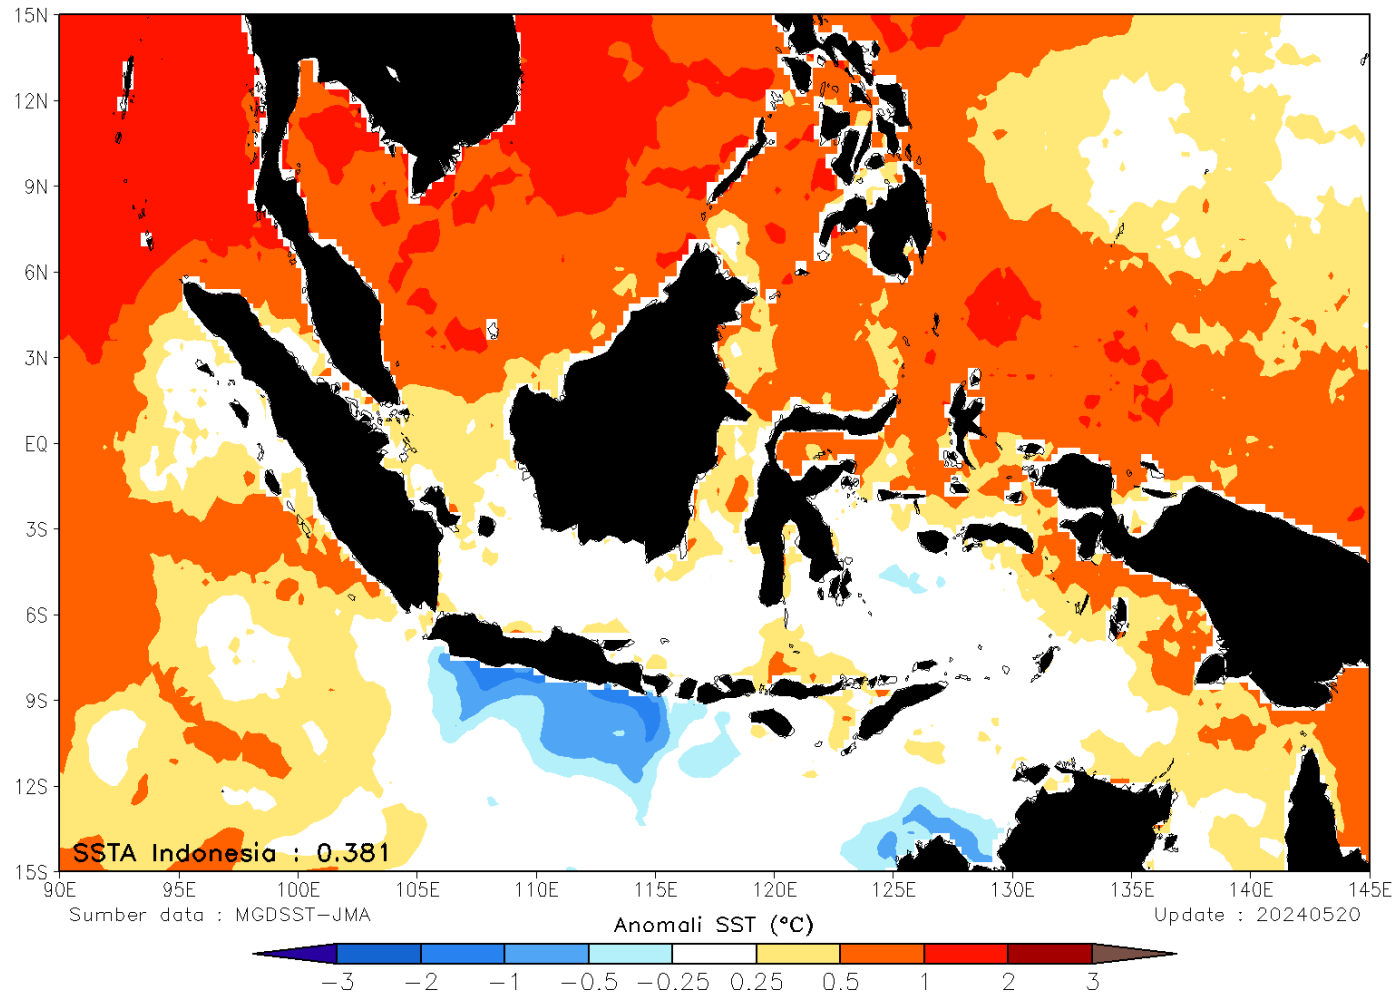 15N
12N
9N
6N
3N
EQ
3S
6S
9S
12S
15S
SSTA Indonesia : 0.381
90E 95E 100E 105E 110E 115E 120E 125E 130E 135E 140E 145E
Sumber data : MGDSST-JMA
Update : 20240520
Anomali SST (°C)
-3 -2 -1 -0.5 -0.25 0.25 0.5 1 2 3